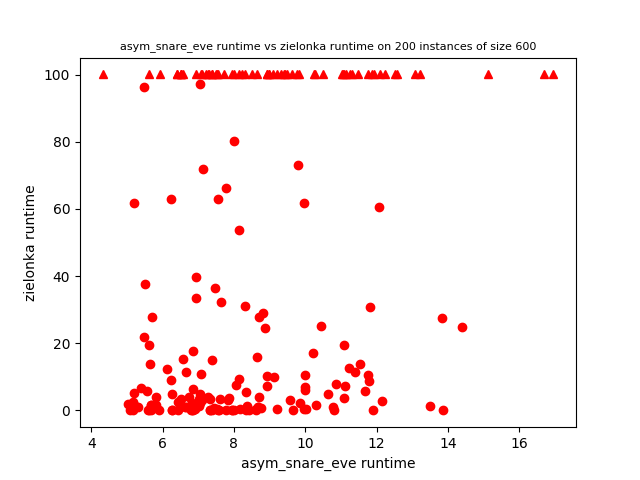 asym_snare_eve runtime vs zielonka runtime on 200 instances of size 600
100
80
60
40
20
0
zielonka runtime
4 6 8 10 12 14 16
asym_snare_eve runtime